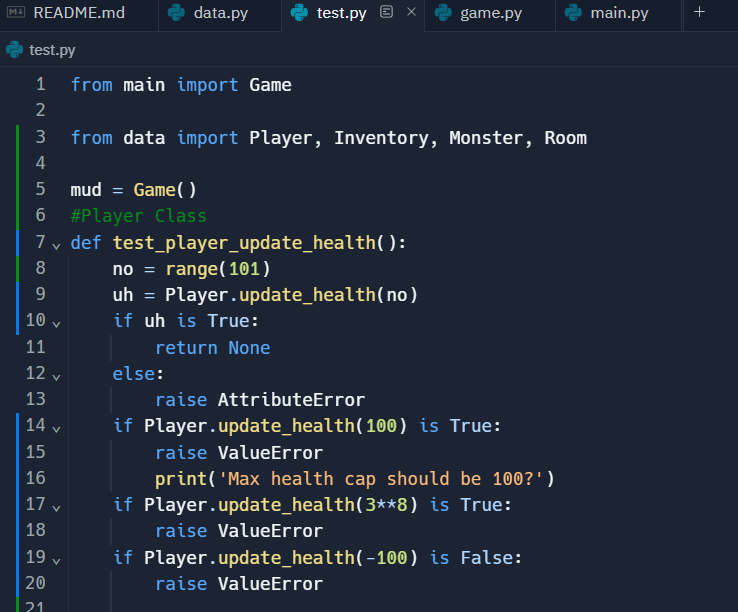 README.md data.py test.py game.py main.py +
test.py
1 from main import Game
2
3 from data import Player, Inventory, Monster, Room
4
5 mud = Game()
6 #Player Class
7 def test_player_update_health():
8 no = range(101)
9 uh = Player.update_health(no)
10 if uh is True:
11 return None
12 else:
13 raise AttributeError
14 if Player.update_health(100) is True:
15 raise ValueError
16 print('Max health cap should be 100?')
17 if Player.update_health(3**8) is True:
18 raise ValueError
19 if Player.update_health(-100) is False:
20 raise ValueError
21